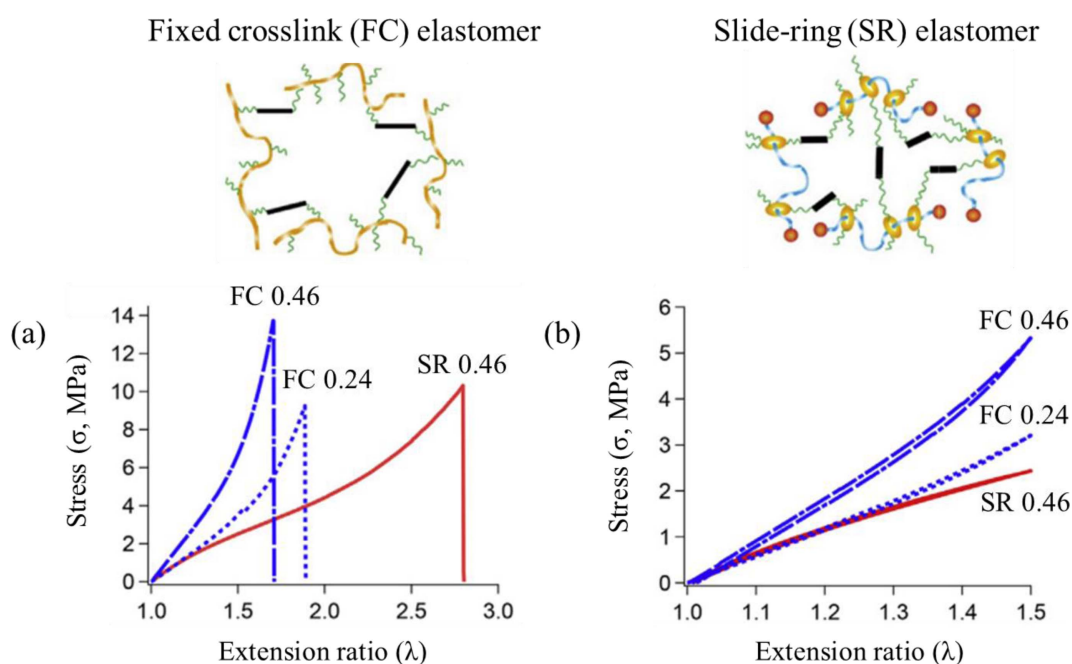 Fixed crosslink (FC) elastomer
Slide-ring (SR) elastomer
(a)
Stress (σ, MPa)
14
12
10
8
6
4
2
0
FC 0.46
FC 0.24
SR 0.46
1.0
1.5
2.0
2.5
3.0
Extension ratio (λ)
(b)
Stress (σ, MPa)
6
5
4
3
2
1
0
FC 0.46
FC 0.24
SR 0.46
1.0
1.1
1.2
1.3
1.4
1.5
Extension ratio (λ)